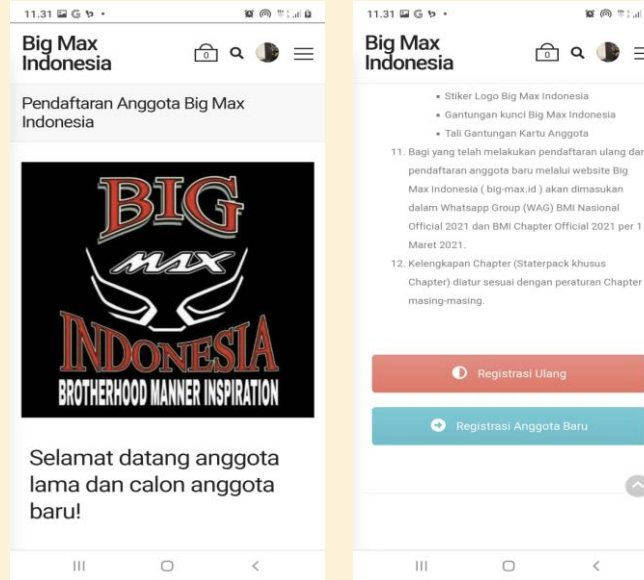 11.31
Big Max
Indonesia
0
Pendaftaran Anggota Big Max
Indonesia
BIG
MAX
INDONESIA
BROTHERHOOD MANNER INSPIRATION
Selamat datang anggota
lama dan calon anggota
baru!
11.31
Big Max
Indonesia
0
Stiker Logo Big Max Indonesia
Gantungan kunci Big Max Indonesia
Tali Gantungan Kartu Anggota
11. Bagi yang telah melakukan pendaftaran ulang dan
pendaftaran anggota baru melalui website Big
Max Indonesia ( big-max.id ) akan dimasukan
dalam Whatsapp Group (WAG) BMI Nasional
Official 2021 dan BMI Chapter Official 2021 per 1
Maret 2021.
12. Kelengkapan Chapter (Staterpack khusus
Chapter) diatur sesuai dengan peraturan Chapter
masing-masing.
Registrasi Ulang
Registrasi Anggota Baru